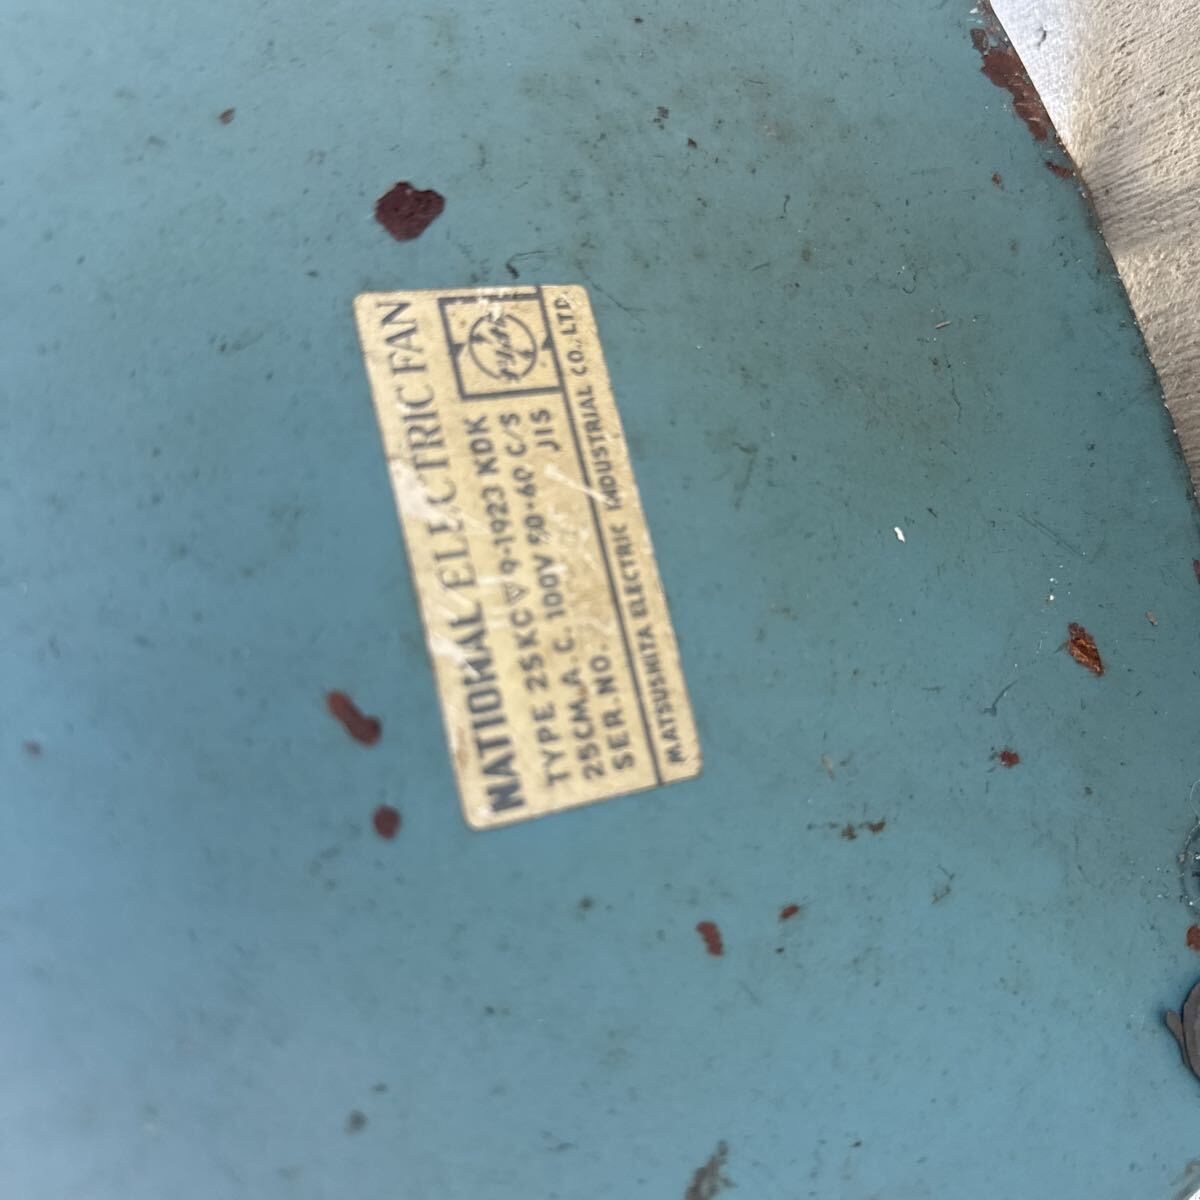 NATIONAL ELECTRIC FAN
TYPE 25KC ▽ 9-1923 KDK
25CM.A.C. 100V 50-60 C/S
SER.NO. JIS
MATSUSHITA ELECTRIC INDUSTRIAL CO., LTD.